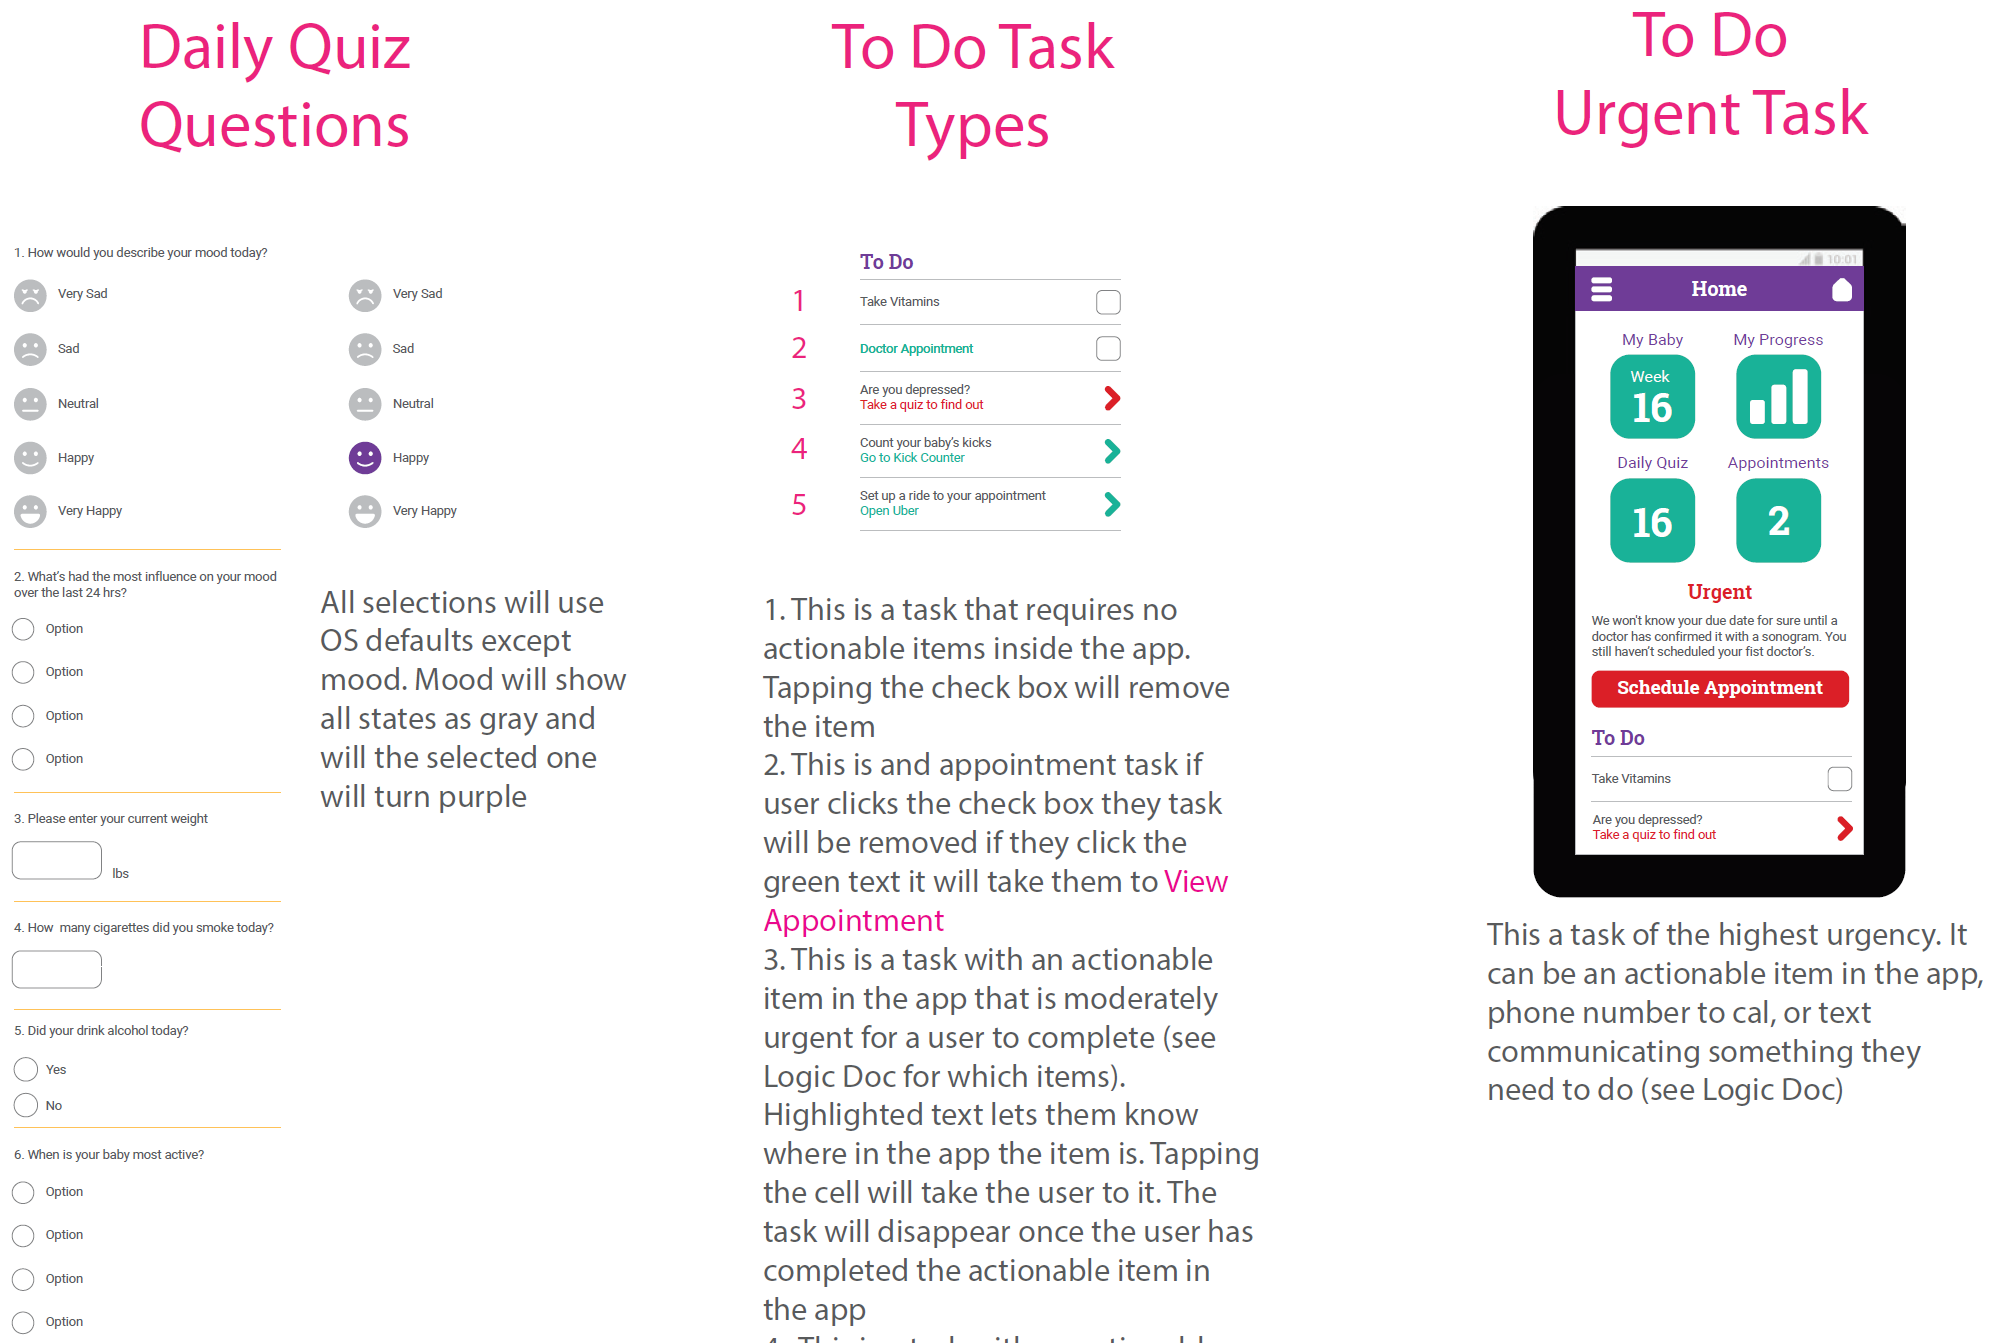 Daily Quiz
Questions
1. How would you describe your mood today?
Very Sad
Sad
Neutral
Happy
Very Happy
Very Sad
Sad
Neutral
Happy
Very Happy
2. What's had the most influence on your mood
over the last 24 hrs?
Option
Option
Option
Option
3. Please enter your current weight
lbs
4. How  many cigarettes did you smoke today?
5. Did your drink alcohol today?
Yes
No
6. When is your baby most active?
Option
Option
Option
Option
All selections will use
OS defaults except
mood. Mood will show
all states as gray and
will the selected one
will turn purple
To Do Task
Types
To Do
1 Take Vitamins
2 Doctor Appointment
3 Are you depressed?
Take a quiz to find out
4 Count your baby's kicks
Go to Kick Counter
5 Set up a ride to your appointment
Open Uber
1. This is a task that requires no
actionable items inside the app.
Tapping the check box will remove
the item
2. This is and appointment task if
user clicks the check box they task
will be removed if they click the
green text it will take them to View
Appointment
3. This is a task with an actionable
item in the app that is moderately
urgent for a user to complete (see
Logic Doc for which items).
Highlighted text lets them know
where in the app the item is. Tapping
the cell will take the user to it. The
task will disappear once the user has
completed the actionable item in
the app
To Do
Urgent Task
10:01
Home
My Baby My Progress
Week
16
Daily Quiz Appointments
16 2
Urgent
We won't know your due date for sure until a
doctor has confirmed it with a sonogram. You
still haven't scheduled your fist doctor's.
Schedule Appointment
To Do
Take Vitamins
Are you depressed?
Take a quiz to find out
This a task of the highest urgency. It
can be an actionable item in the app,
phone number to cal, or text
communicating something they
need to do (see Logic Doc)